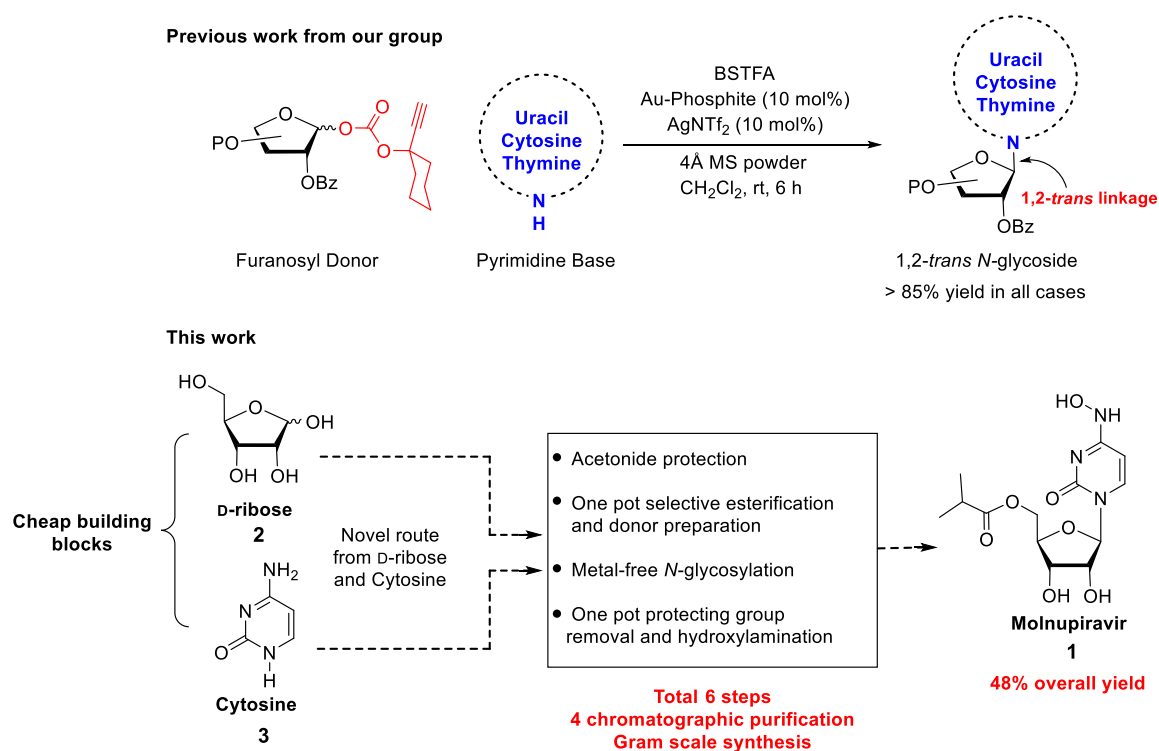 Previous work from our group
O
PO
OBz
O
O
O
Uracil
Cytosine
Thymine
N
H
BSTFA
Au-Phosphite (10 mol%)
AgNTf2 (10 mol%)
4Å MS powder
CH2Cl2, rt, 6 h
Uracil
Cytosine
Thymine
N
O
PO
OBz
1,2-trans linkage
Furanosyl Donor
Pyrimidine Base
1,2-trans N-glycoside
> 85% yield in all cases
This work
HO
O
OH
OH
OH
D-ribose
2
Cheap building
blocks
NH2
N
O
N
H
Cytosine
3
Novel route
from D-ribose
and Cytosine
● Acetonide protection
● One pot selective esterification
and donor preparation
● Metal-free N-glycosylation
● One pot protecting group
removal and hydroxylamination
Total 6 steps
4 chromatographic purification
Gram scale synthesis
HO
NH
N
O
N
O
O
O
OH
OH
Molnupiravir
1
48% overall yield